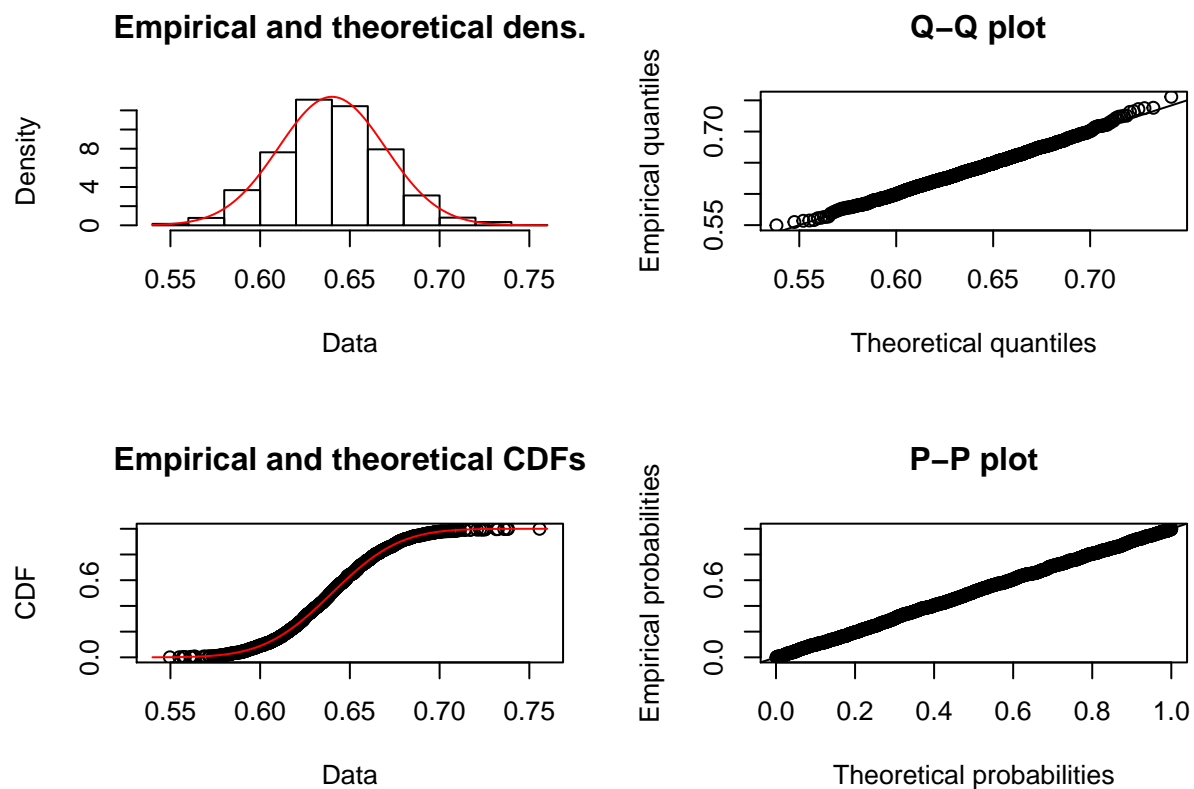 Empirical and theoretical dens.
Density
0 4 8
0.55 0.60 0.65 0.70 0.75
Data
Q−Q plot
Empirical quantiles
0.55 0.70
0.55 0.60 0.65 0.70
Theoretical quantiles
Empirical and theoretical CDFs
CDF
0.0 0.6
0.55 0.60 0.65 0.70 0.75
Data
P−P plot
Empirical probabilities
0.0 0.6
0.0 0.2 0.4 0.6 0.8 1.0
Theoretical probabilities